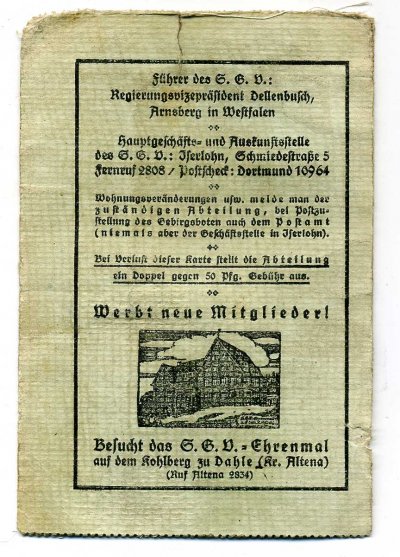 Führer des S. G. V.:
Regierungsvizepräsident Dellenbusch,
Arnsberg in Westfalen
Hauptgeschäfts- und Auskunftsstelle
des S. G. V.: Iserlohn, Schmiedestraße 5
Fernruf 2808 / Postscheck: Dortmund 10964
Wohnungsveränderungen usw. melde man der
zuständigen Abteilung, bei Postzu-
stellung des Gebirgsboten auch dem Postamt
(niemals aber der Geschäftsstelle in Iserlohn).
Bei Verlust dieser Karte stellt die Abteilung
ein Doppel gegen 50 Pfg. Gebühr aus.
Werbt neue Mitglieder!
Besucht das S. G. V.-Ehrenmal
auf dem Kohlberg zu Dahle (Kr. Altena)
(Ruf Altena 2834)